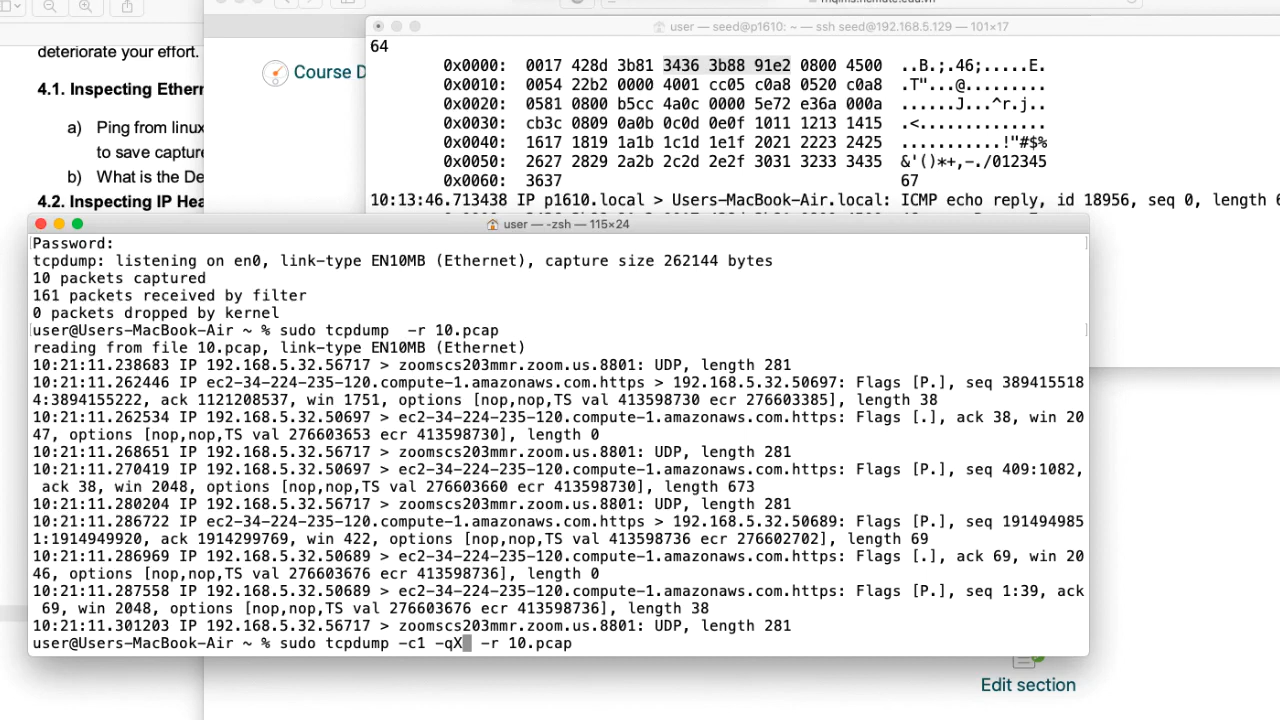 deteriorate your effort.
4.1. Inspecting Ethern
a) Ping from linux
to save capture
b) What is the De
4.2. Inspecting IP Hea
Course D
user — seed@p1610: ~ — ssh seed@192.168.5.129 — 101×17
64
0x0000: 0017 428d 3b81 3436 3b88 91e2 0800 4500 ..B.;.46;.....E.
0x0010: 0054 22b2 0000 4001 cc05 c0a8 0520 c0a8 .T"...@.........
0x0020: 0581 0800 b5cc 4a0c 0000 5e72 e36a 000a ......J...^r.j..
0x0030: cb3c 0809 0a0b 0c0d 0e0f 1011 1213 1415 .<..............
0x0040: 1617 1819 1a1b 1c1d 1e1f 2021 2223 2425 ...........!"#$%
0x0050: 2627 2829 2a2b 2c2d 2e2f 3031 3233 3435 &'()*+,-./012345
0x0060: 3637 67
10:13:46.713438 IP p1610.local > Users-MacBook-Air.local: ICMP echo reply, id 18956, seq 0, length 6
user — -zsh — 115×24
Password:
tcpdump: listening on en0, link-type EN10MB (Ethernet), capture size 262144 bytes
10 packets captured
161 packets received by filter
0 packets dropped by kernel
user@Users-MacBook-Air ~ % sudo tcpdump  -r 10.pcap
reading from file 10.pcap, link-type EN10MB (Ethernet)
10:21:11.238683 IP 192.168.5.32.56717 > zoomscs203mmr.zoom.us.8801: UDP, length 281
10:21:11.262446 IP ec2-34-224-235-120.compute-1.amazonaws.com.https > 192.168.5.32.50697: Flags [P.], seq 389415518
4:3894155222, ack 1121208537, win 1751, options [nop,nop,TS val 413598730 ecr 276603385], length 38
10:21:11.262534 IP 192.168.5.32.50697 > ec2-34-224-235-120.compute-1.amazonaws.com.https: Flags [.], ack 38, win 20
47, options [nop,nop,TS val 276603653 ecr 413598730], length 0
10:21:11.268651 IP 192.168.5.32.56717 > zoomscs203mmr.zoom.us.8801: UDP, length 281
10:21:11.270419 IP 192.168.5.32.50697 > ec2-34-224-235-120.compute-1.amazonaws.com.https: Flags [P.], seq 409:1082,
ack 38, win 2048, options [nop,nop,TS val 276603660 ecr 413598730], length 673
10:21:11.280204 IP 192.168.5.32.56717 > zoomscs203mmr.zoom.us.8801: UDP, length 281
10:21:11.286722 IP ec2-34-224-235-120.compute-1.amazonaws.com.https > 192.168.5.32.50689: Flags [P.], seq 191494985
1:1914949920, ack 1914299769, win 422, options [nop,nop,TS val 413598736 ecr 276602702], length 69
10:21:11.286969 IP 192.168.5.32.50689 > ec2-34-224-235-120.compute-1.amazonaws.com.https: Flags [.], ack 69, win 20
46, options [nop,nop,TS val 276603676 ecr 413598736], length 0
10:21:11.287558 IP 192.168.5.32.50689 > ec2-34-224-235-120.compute-1.amazonaws.com.https: Flags [P.], seq 1:39, ack
69, win 2048, options [nop,nop,TS val 276603676 ecr 413598736], length 38
10:21:11.301203 IP 192.168.5.32.56717 > zoomscs203mmr.zoom.us.8801: UDP, length 281
user@Users-MacBook-Air ~ % sudo tcpdump -c1 -qX -r 10.pcap
Edit section